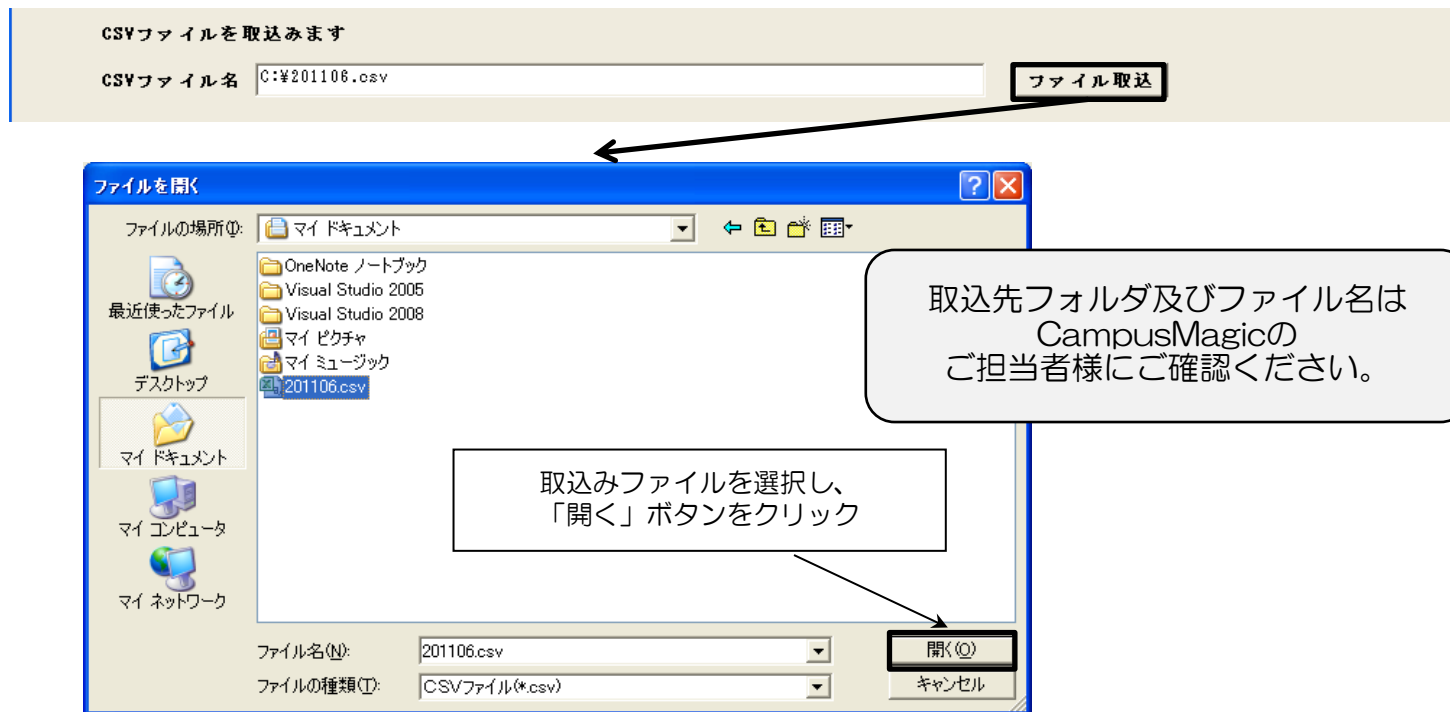 CSVファイルを取込みます
CSVファイル名 C:¥201106.csv ファイル取込
ファイルを開く
ファイルの場所(I): マイ ドキュメント
最近使ったファイル
デスクトップ
マイ ドキュメント
マイ コンピュータ
マイ ネットワーク
OneNote ノートブック
Visual Studio 2005
Visual Studio 2008
マイ ピクチャ
マイ ミュージック
201106.csv
取込先フォルダ及びファイル名は
CampusMagicの
ご担当者様にご確認ください。
取込みファイルを選択し、
「開く」ボタンをクリック
ファイル名(N): 201106.csv 開く(O)
ファイルの種類(T): CSVファイル(*.csv) キャンセル